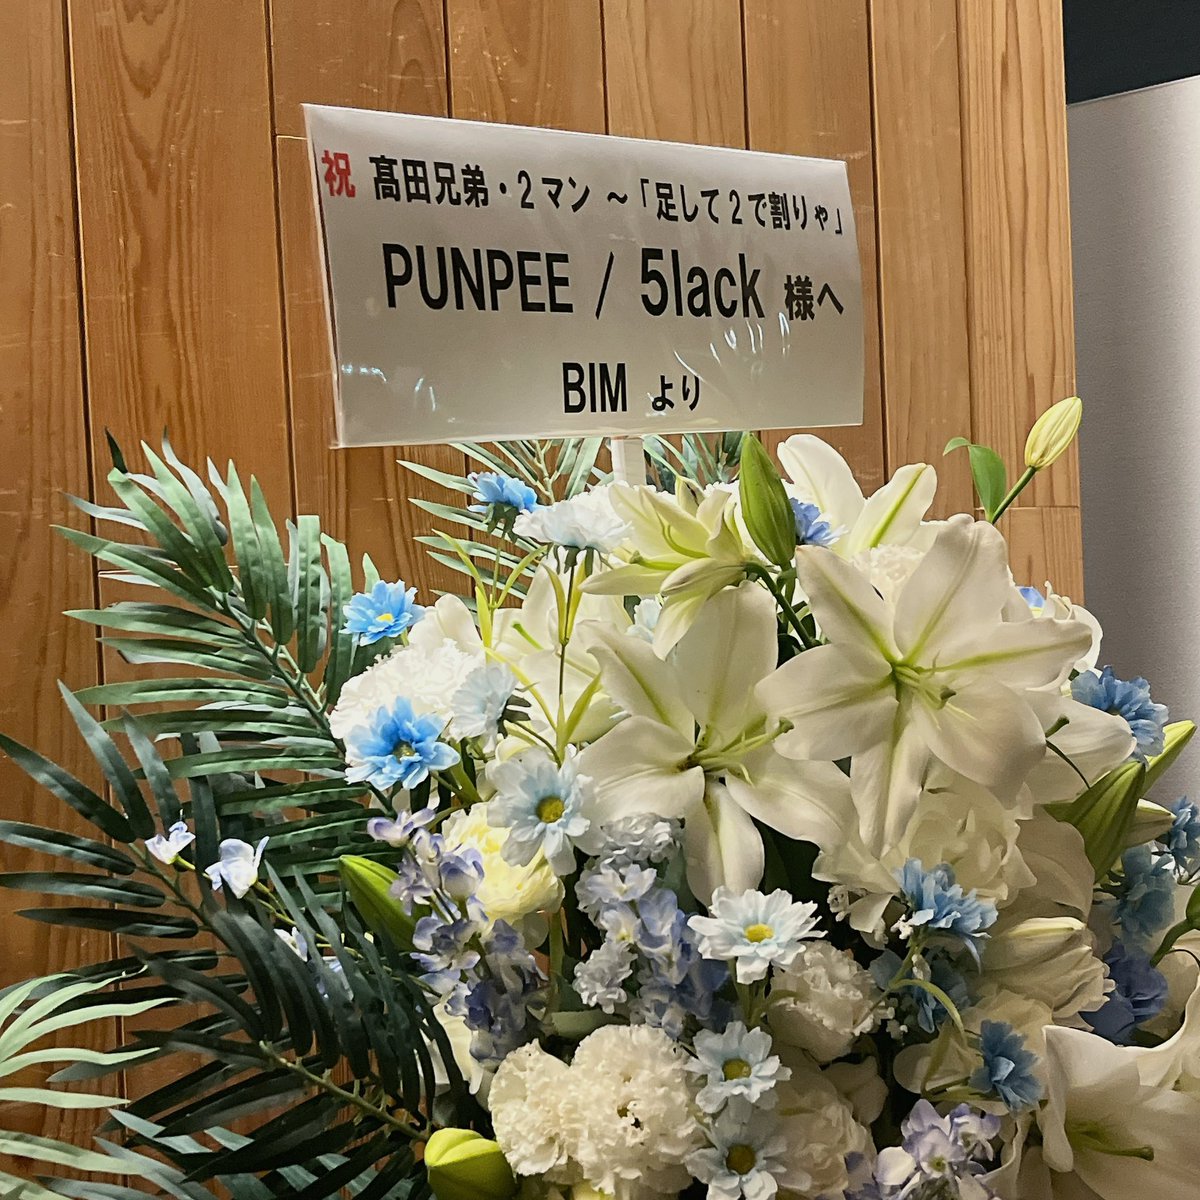 祝 髙田兄弟・2マン ～「足して2で割りゃ」
PUNPEE / 5lack 様へ
BIM より